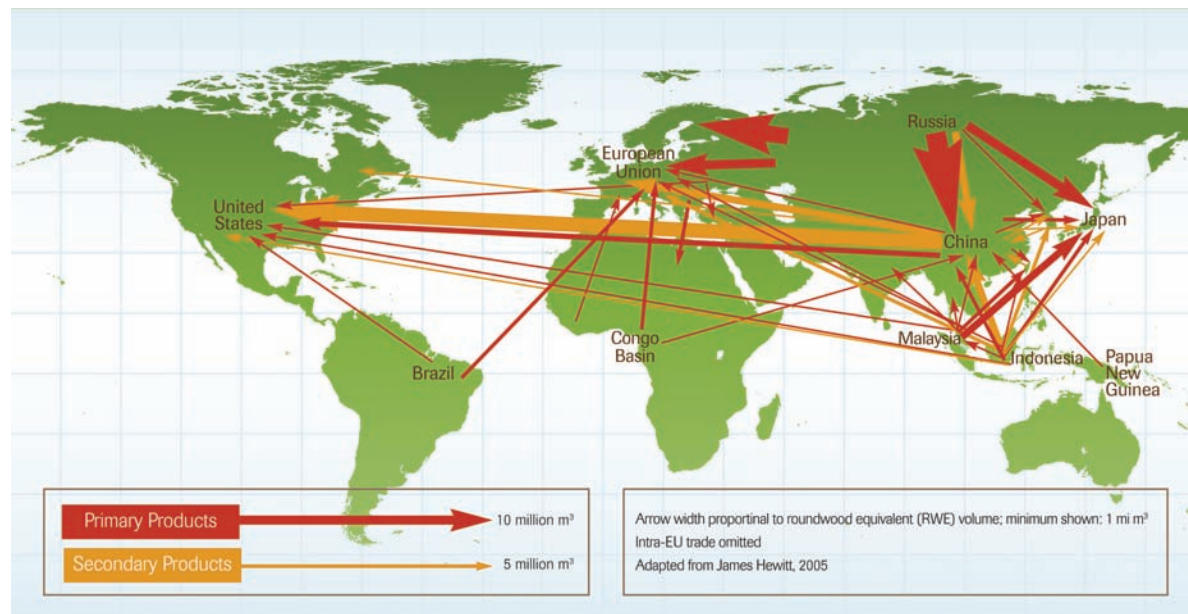 Russia
European
Union
United
States
Japan
China
Malaysia
Congo
Basin
Indonesia
Brazil
Papua
New
Guinea
Primary Products
10 million m³
Secondary Products
5 million m³
Arrow width proportinal to roundwood equivalent (RWE) volume; minimum shown: 1 mi m³
Intra-EU trade omitted
Adapted from James Hewitt, 2005